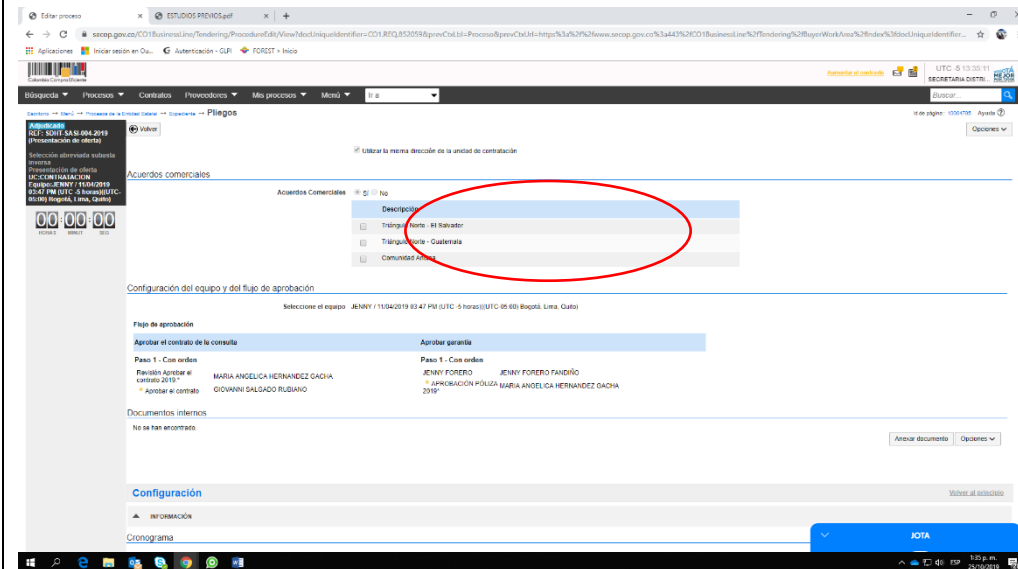 Editar proceso
ESTUDIOS PREVIOS.pdf
secop.gov.co/CO1BusinessLine/Tendering/ProcedureEdit/View?docUniqueIdentifier=CO1.REQ.852059&prevCtxLbl=Proceso&prevCtxUrl=https%3a%2f%2fwww.secop.gov.co%3a443%2fCO1BusinessLine%2fTendering%2fBuyerWorkArea%2fIndex%3fdocUniqueIdentifier...
Aplicaciones Iniciar sesión en Ou... Autenticación - GLPI FOREST > Inicio
Colombia Compra Eficiente
Aumentar el contraste
UTC -5 13:35:11
SECRETARIA DISTRI...
Búsqueda Procesos Contratos Proveedores Mis procesos Menú Ir a Buscar...
Escritorio → Menú → Procesos de la Entidad Estatal → Expediente → Pliegos
Id de página:: 10004705 Ayuda
Adjudicado
REF: SDHT-SASI-004-2019
(Presentación de oferta)
Selección abreviada subasta
inversa
Presentación de oferta
UC:CONTRATACION
Equipo:JENNY / 11/04/2019
03:47 PM (UTC -5 horas)((UTC-
05:00) Bogotá, Lima, Quito)
00:00:00
HORAS MINUT SEG
Volver
Opciones
Utilizar la misma dirección de la unidad de contratación
Acuerdos comerciales
Acuerdos Comerciales Sí No
Descripción
Triángulo Norte - El Salvador
Triángulo Norte - Guatemala
Comunidad Andina
Configuración del equipo y del flujo de aprobación
Seleccione el equipo JENNY / 11/04/2019 03:47 PM (UTC -5 horas)((UTC-05:00) Bogotá, Lima, Quito)
Flujo de aprobación
Aprobar el contrato de la consulta Aprobar garantía
Paso 1 - Con orden Paso 1 - Con orden
Revisión Aprobar el
contrato 2019.*
* Aprobar el contrato
MARIA ANGELICA HERNANDEZ GACHA
GIOVANNI SALGADO RUBIANO
JENNY FORERO JENNY FORERO FANDIÑO
* APROBACIÓN PÓLIZA
2019*
MARIA ANGELICA HERNANDEZ GACHA
Documentos internos
No se han encontrado.
Anexar documento Opciones
Configuración
Volver al principio
INFORMACIÓN
Cronograma
JOTA
ESP
1:35 p. m.
25/10/2019